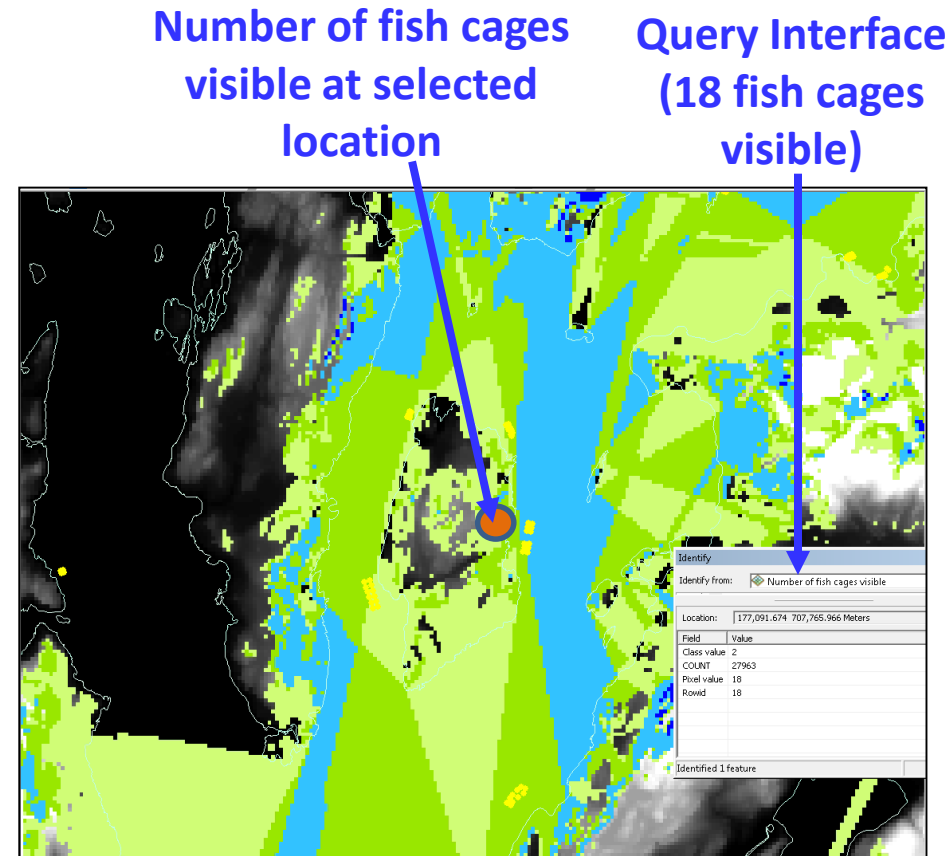 Number of fish cages
visible at selected
location
Query Interface
(18 fish cages
visible)
Identify
Identify from: Number of fish cages visible
Location: 177,091.674 707,765.966 Meters
Field Value
Class value 2
COUNT 27963
Pixel value 18
Rowid 18
Identified 1 feature